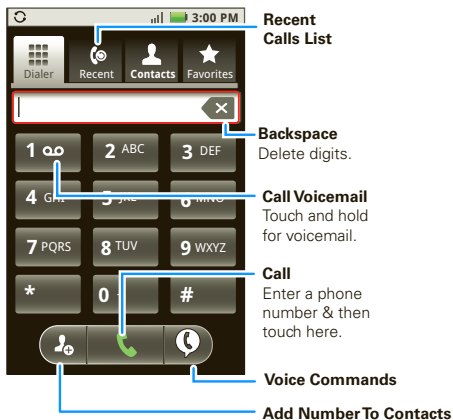 3:00 PM
Recent
Calls List
Dialer Recent Contacts Favorites
Backspace
Delete digits.
1 2 ABC 3 DEF
Call Voicemail
Touch and hold
for voicemail.
4 5 6
7 PQRS 8 TUV 9 WXYZ
Call
Enter a phone
number & then
touch here.
* 0 #
Voice Commands
Add Number To Contacts